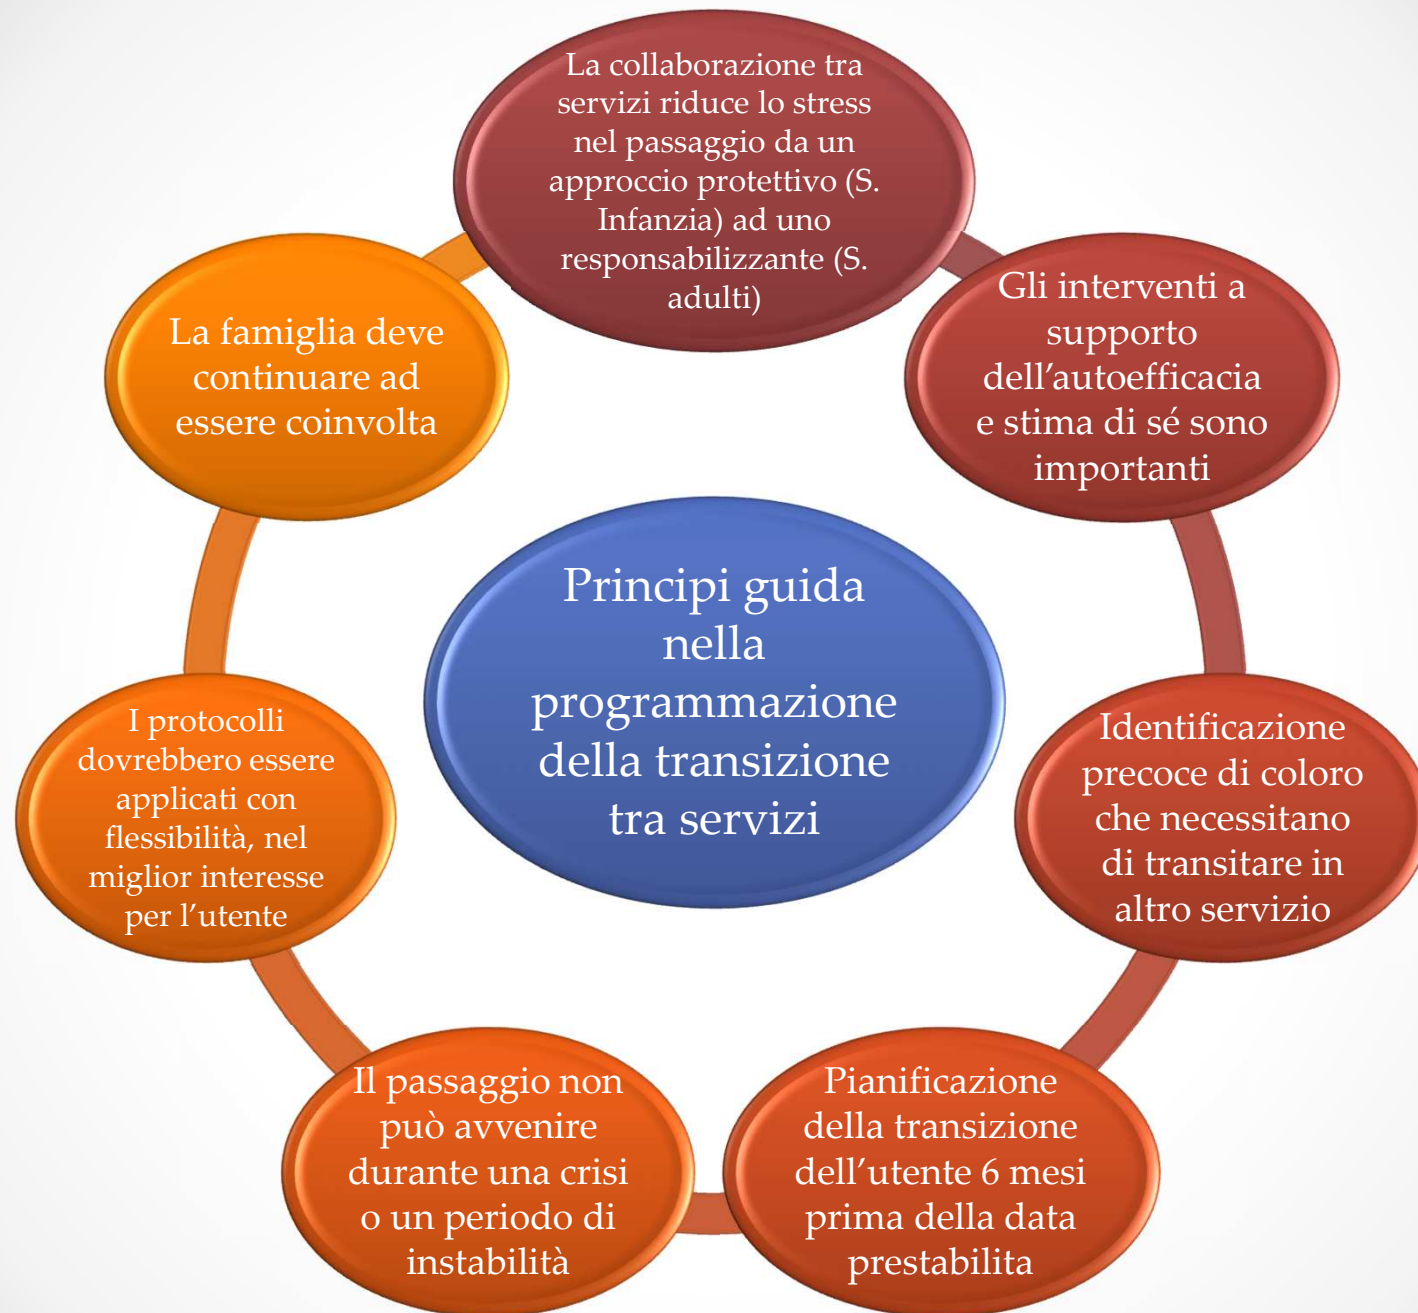 La collaborazione tra
servizi riduce lo stress
nel passaggio da un
approccio protettivo (S.
Infanzia) ad uno
responsabilizzante (S.
adulti)
Gli interventi a
supporto
dell’autoefficacia
e stima di sé sono
importanti
Identificazione
precoce di coloro
che necessitano
di transitare in
altro servizio
Pianificazione
della transizione
dell’utente 6 mesi
prima della data
prestabilita
Il passaggio non
può avvenire
durante una crisi
o un periodo di
instabilità
I protocolli
dovrebbero essere
applicati con
flessibilità, nel
miglior interesse
per l’utente
La famiglia deve
continuare ad
essere coinvolta
Principi guida
nella
programmazione
della transizione
tra servizi